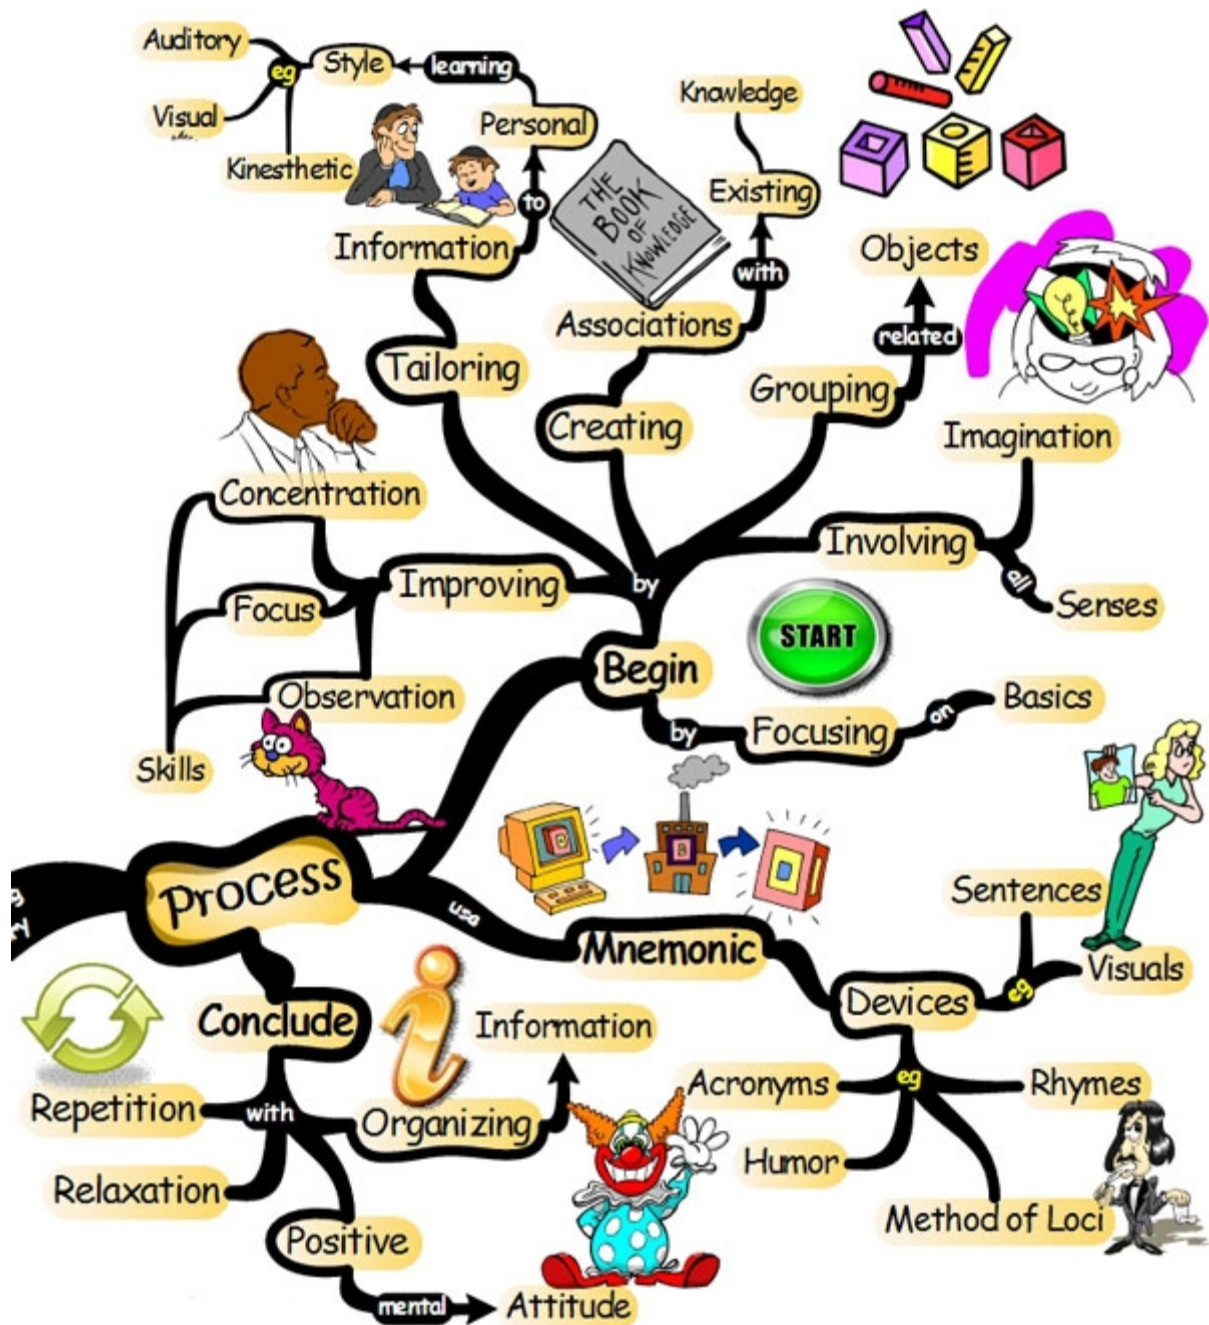 Auditory
eg
Style
learning
Visual
Kinesthetic
Personal
to
Information
Tailoring
Knowledge
Existing
with
THE
BOOK
OF
KNOWLEDGE
Associations
Creating
Objects
related
Grouping
Imagination
Involving
all
Senses
Concentration
Improving
Focus
Observation
Skills
by
Begin
START
by
Focusing
on
Basics
Process
use
Mnemonic
Devices
eg
Sentences
Visuals
eg
Acronyms
Rhymes
Humor
Method of Loci
Conclude
with
Repetition
Relaxation
Organizing
Information
Positive
mental
Attitude